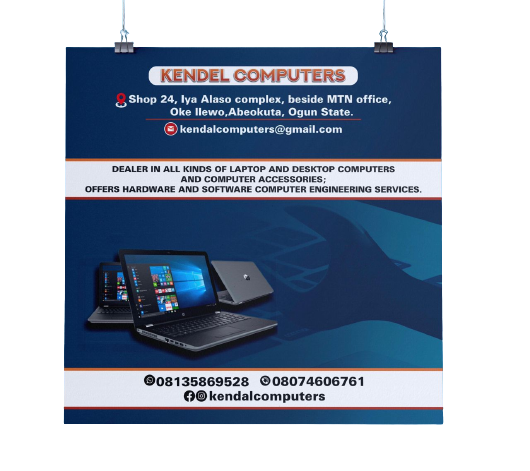 KENDEL COMPUTERS
Shop 24, Iya Alaso complex, beside MTN office,
Oke Ilewo,Abeokuta, Ogun State.
kendalcomputers@gmail.com
DEALER IN ALL KINDS OF LAPTOP AND DESKTOP COMPUTERS
AND COMPUTER ACCESSORIES;
OFFERS HARDWARE AND SOFTWARE COMPUTER ENGINEERING SERVICES.
08135869528 08074606761
kendalcomputers